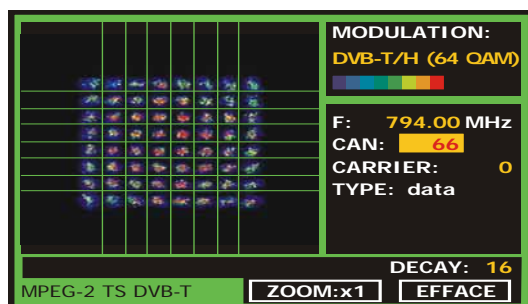 MODULATION:
DVB-T/H (64 QAM)
F: 794.00 MHz
CAN: 66
CARRIER: 0
TYPE: data
DECAY: 16
MPEG-2 TS DVB-T ZOOM:x1 EFFACE